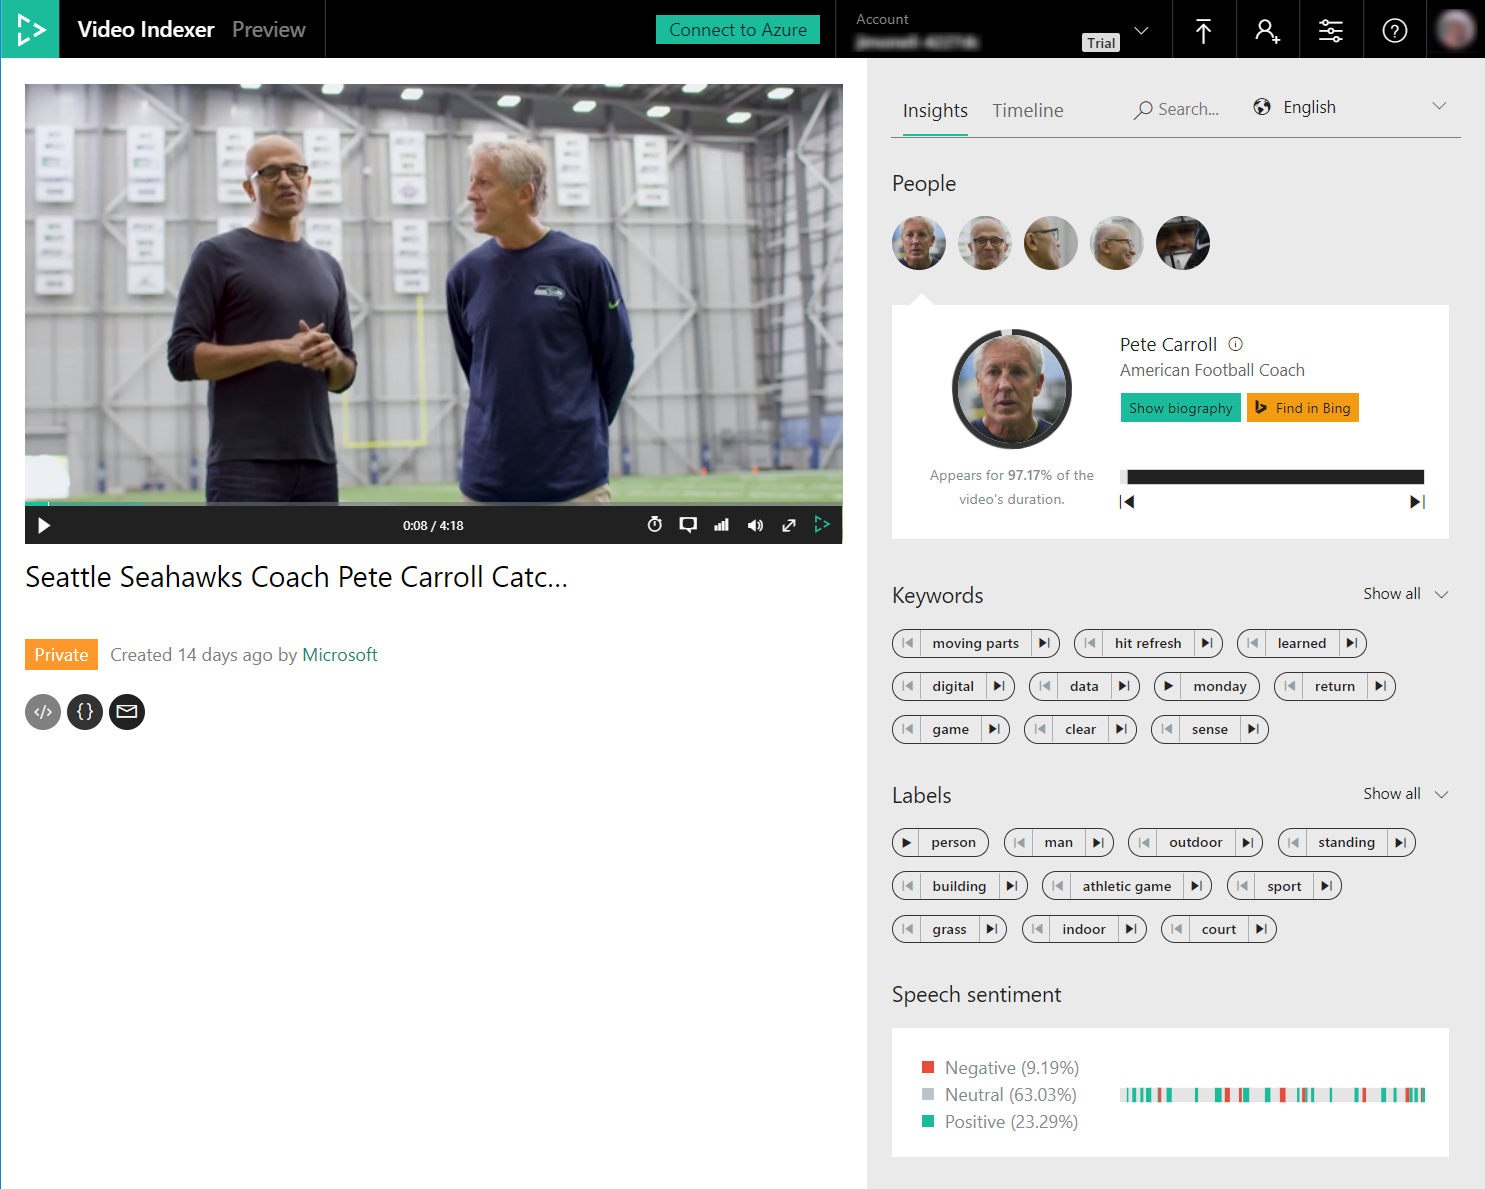 Video Indexer Preview
Connect to Azure
Account
Trial
0:08 / 4:18
Seattle Seahawks Coach Pete Carroll Catc...
Private Created 14 days ago by Microsoft
</>
{}
Insights Timeline Search... English
People
Pete Carroll
American Football Coach
Show biography Find in Bing
Appears for 97.17% of the
video's duration.
Keywords Show all
moving parts hit refresh learned
digital data monday return
game clear sense
Labels Show all
person man outdoor standing
building athletic game sport
grass indoor court
Speech sentiment
Negative (9.19%)
Neutral (63.03%)
Positive (23.29%)